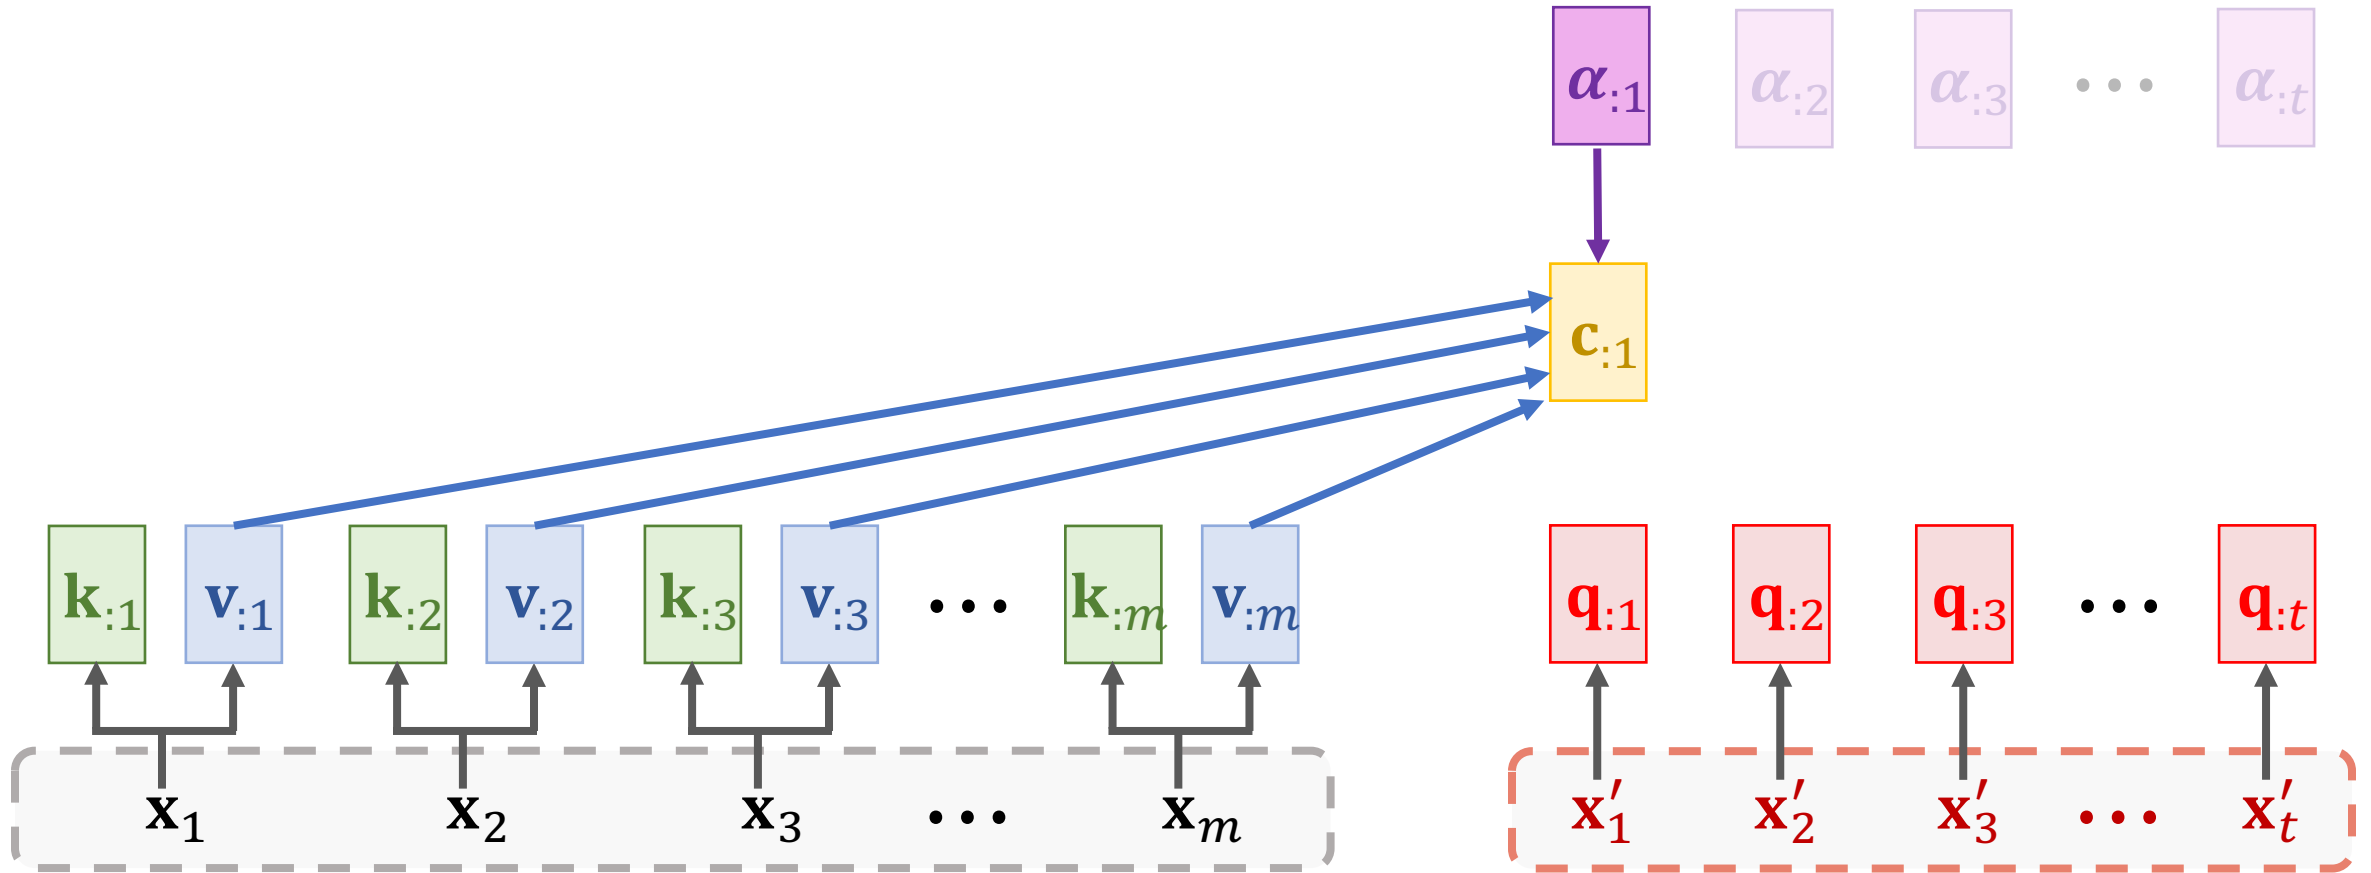 𝜶:1 𝜶:2 𝜶:3 ⋯ 𝜶:t
c:1
k:1 v:1 k:2 v:2 k:3 v:3 ⋯ k:m v:m q:1 q:2 q:3 ⋯ q:t
x1 x2 x3 ⋯ xm x′1 x′2 x′3 ⋯ x′t